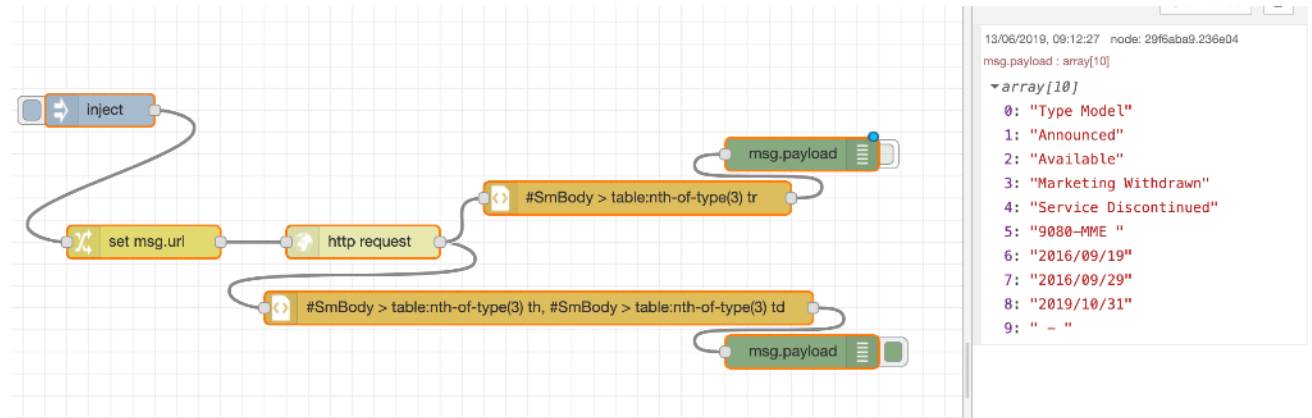 inject
set msg.url
http request
#SmBody > table:nth-of-type(3) tr
msg.payload
#SmBody > table:nth-of-type(3) th, #SmBody > table:nth-of-type(3) td
msg.payload
13/06/2019, 09:12:27 node: 29f6aba9.236e04
msg.payload : array[10]
array[10]
0: "Type Model"
1: "Announced"
2: "Available"
3: "Marketing Withdrawn"
4: "Service Discontinued"
5: "9080–MME "
6: "2016/09/19"
7: "2016/09/29"
8: "2019/10/31"
9: " – "